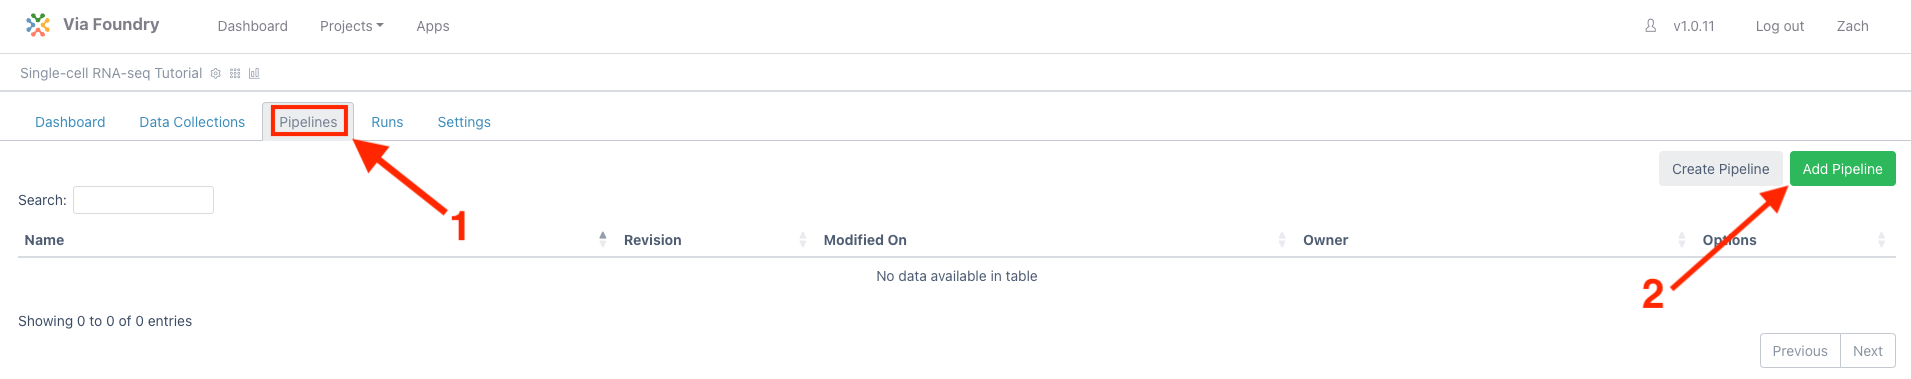 Via Foundry Dashboard Projects Apps v1.0.11 Log out Zach
Single-cell RNA-seq Tutorial
Dashboard Data Collections Pipelines Runs Settings
Create Pipeline Add Pipeline
Search:
1
Name Revision Modified On Owner Options
No data available in table
2
Showing 0 to 0 of 0 entries
Previous Next